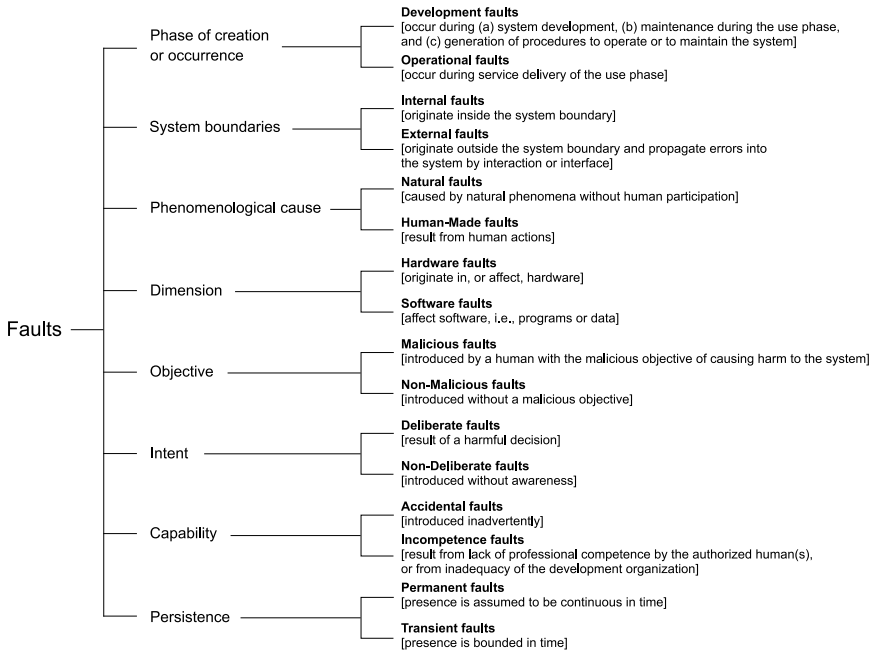 Faults
Phase of creation
or occurrence
Development faults
[occur during (a) system development, (b) maintenance during the use phase,
and (c) generation of procedures to operate or to maintain the system]
Operational faults
[occur during service delivery of the use phase]
System boundaries
Internal faults
[originate inside the system boundary]
External faults
[originate outside the system boundary and propagate errors into
the system by interaction or interface]
Phenomenological cause
Natural faults
[caused by natural phenomena without human participation]
Human-Made faults
[result from human actions]
Dimension
Hardware faults
[originate in, or affect, hardware]
Software faults
[affect software, i.e., programs or data]
Objective
Malicious faults
[introduced by a human with the malicious objective of causing harm to the system]
Non-Malicious faults
[introduced without a malicious objective]
Intent
Deliberate faults
[result of a harmful decision]
Non-Deliberate faults
[introduced without awareness]
Capability
Accidental faults
[introduced inadvertently]
Incompetence faults
[result from lack of professional competence by the authorized human(s),
or from inadequacy of the development organization]
Persistence
Permanent faults
[presence is assumed to be continuous in time]
Transient faults
[presence is bounded in time]